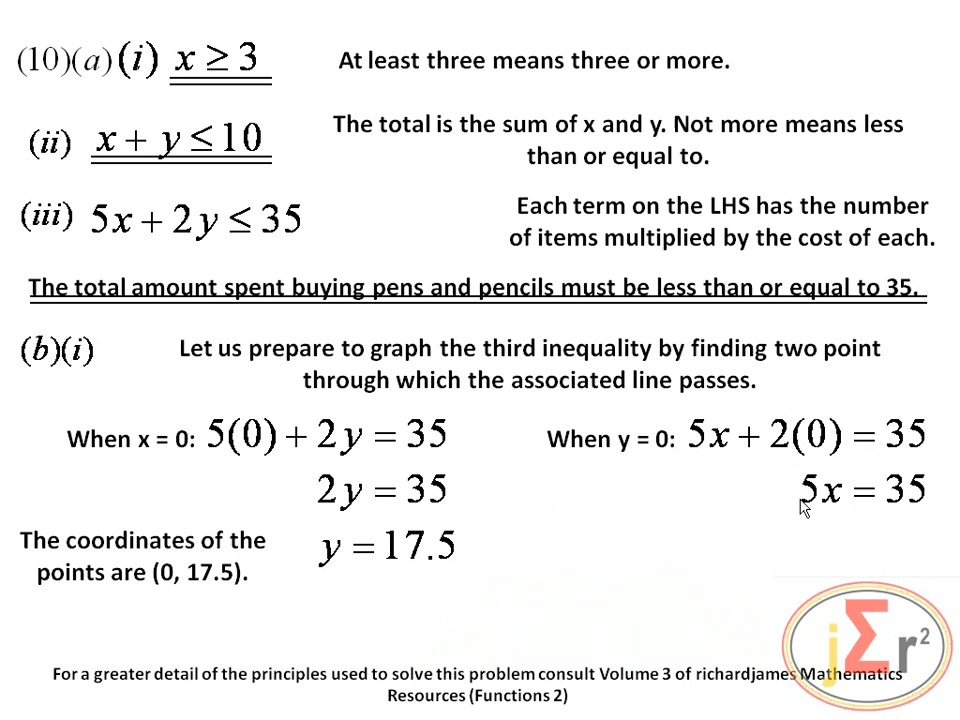 (10)(a)(i) x ≥ 3 At least three means three or more.
(ii) x + y ≤ 10 The total is the sum of x and y. Not more means less
than or equal to.
(iii) 5x + 2y ≤ 35 Each term on the LHS has the number
of items multiplied by the cost of each.
The total amount spent buying pens and pencils must be less than or equal to 35.
(b)(i) Let us prepare to graph the third inequality by finding two point
through which the associated line passes.
When x = 0: 5(0) + 2y = 35 When y = 0: 5x + 2(0) = 35
2y = 35 5x = 35
The coordinates of the
points are (0, 17.5).
y = 17.5
jΣr²
For a greater detail of the principles used to solve this problem consult Volume 3 of richardjames Mathematics
Resources (Functions 2)